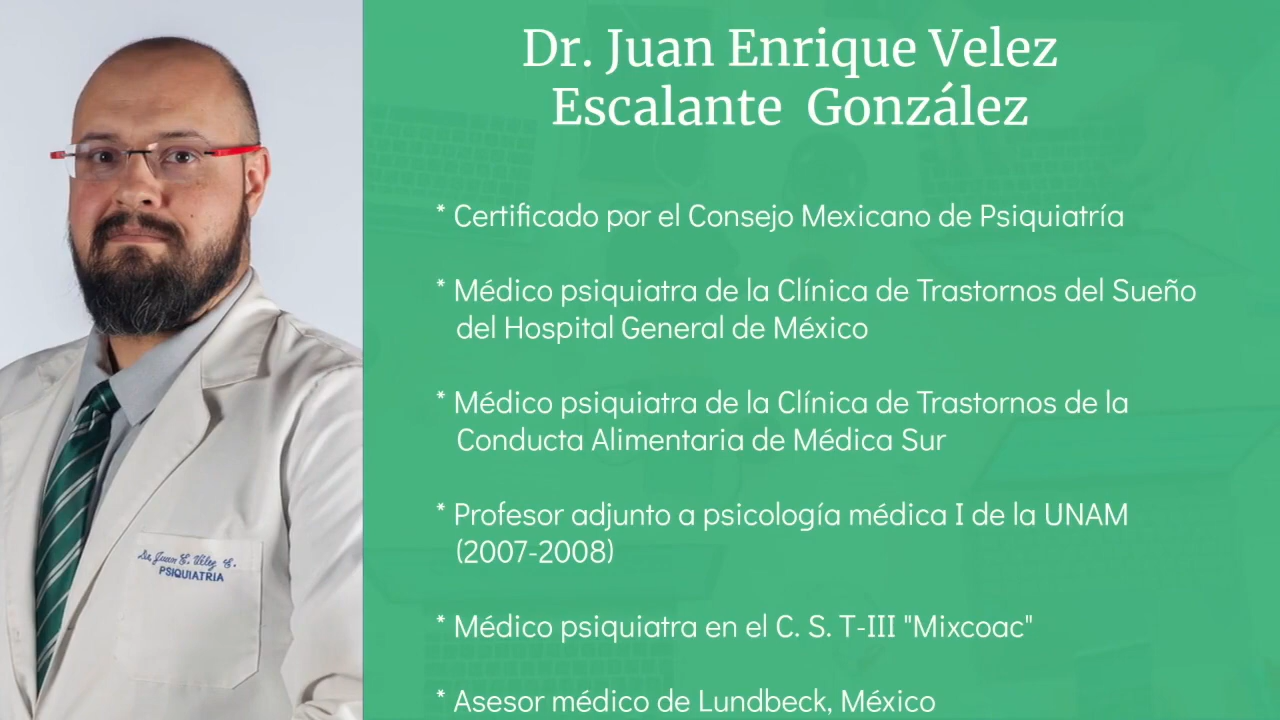 Dr. Juan Enrique Velez
Escalante González
* Certificado por el Consejo Mexicano de Psiquiatría
* Médico psiquiatra de la Clínica de Trastornos del Sueño
del Hospital General de México
* Médico psiquiatra de la Clínica de Trastornos de la
Conducta Alimentaria de Médica Sur
* Profesor adjunto a psicología médica I de la UNAM
(2007-2008)
* Médico psiquiatra en el C. S. T-III "Mixcoac"
* Asesor médico de Lundbeck, México
Dr. Juan E. Vélez E.
PSIQUIATRIA